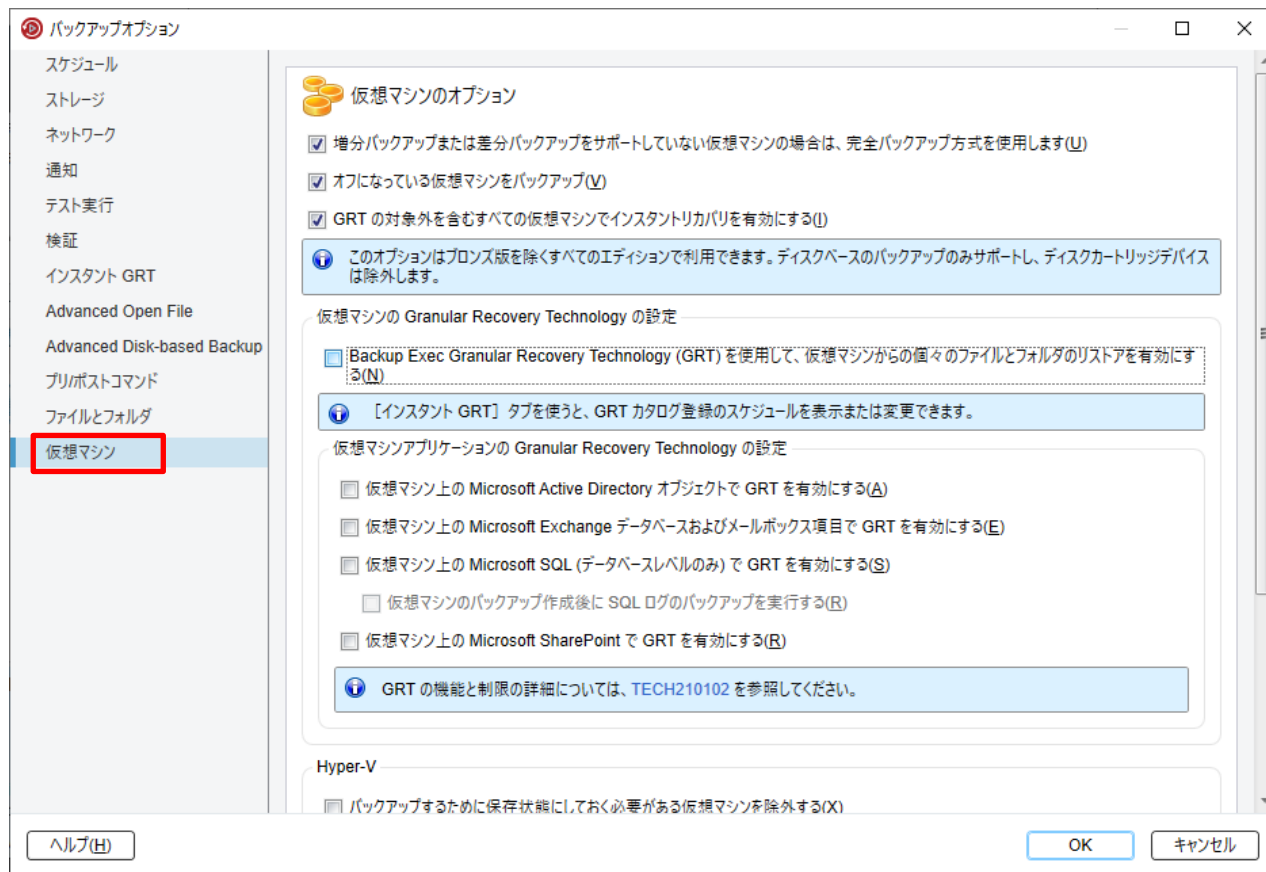 バックアップオプション
スケジュール
ストレージ
ネットワーク
通知
テスト実行
検証
インスタント GRT
Advanced Open File
Advanced Disk-based Backup
プリ/ポストコマンド
ファイルとフォルダ
仮想マシン
仮想マシンのオプション
増分バックアップまたは差分バックアップをサポートしていない仮想マシンの場合は、完全バックアップ方式を使用します(U)
オフになっている仮想マシンをバックアップ(V)
GRT の対象外を含むすべての仮想マシンでインスタントリカバリを有効にする(I)
このオプションはブロンズ版を除くすべてのエディションで利用できます。ディスクベースのバックアップのみサポートし、ディスクカートリッジデバイス
は除外します。
仮想マシンの Granular Recovery Technology の設定
Backup Exec Granular Recovery Technology (GRT) を使用して、仮想マシンからの個々のファイルとフォルダのリストアを有効にす
る(N)
［インスタント GRT］タブを使うと、GRT カタログ登録のスケジュールを表示または変更できます。
仮想マシンアプリケーションの Granular Recovery Technology の設定
仮想マシン上の Microsoft Active Directory オブジェクトで GRT を有効にする(A)
仮想マシン上の Microsoft Exchange データベースおよびメールボックス項目で GRT を有効にする(E)
仮想マシン上の Microsoft SQL (データベースレベルのみ) で GRT を有効にする(S)
仮想マシンのバックアップ作成後に SQL ログのバックアップを実行する(R)
仮想マシン上の Microsoft SharePoint で GRT を有効にする(R)
GRT の機能と制限の詳細については、TECH210102 を参照してください。
Hyper-V
バックアップするために保存状態にしておく必要がある仮想マシンを除外する(X)
ヘルプ(H)
OK
キャンセル